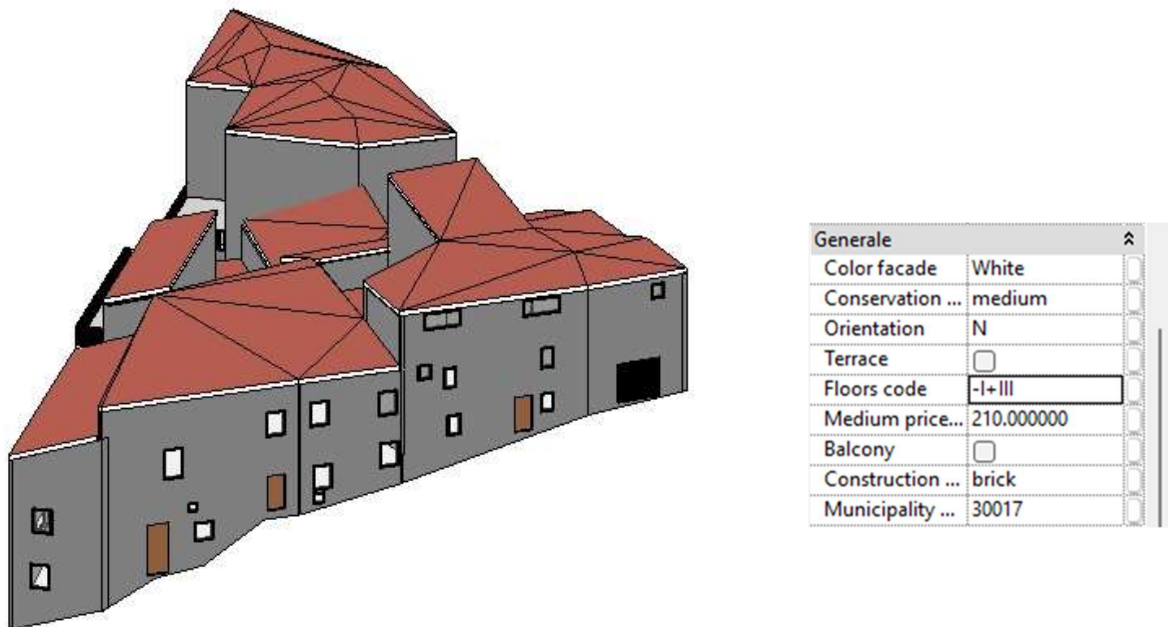 Generale
Color facade White
Conservation ... medium
Orientation N
Terrace
Floors code -I+III
Medium price... 210.000000
Balcony
Construction ... brick
Municipality ... 30017